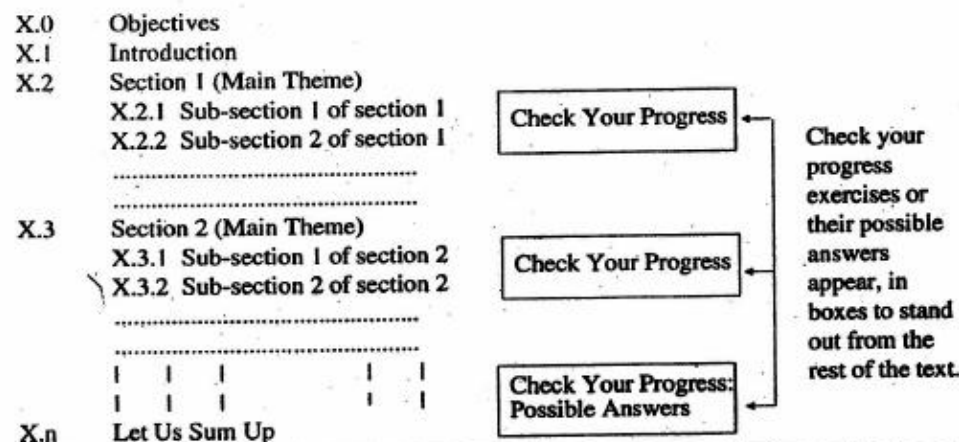 X.0 Objectives
X.1 Introduction
X.2 Section 1 (Main Theme)
X.2.1 Sub-section 1 of section 1
X.2.2 Sub-section 2 of section 1
......................................................
......................................................
X.3 Section 2 (Main Theme)
X.3.1 Sub-section 1 of section 2
X.3.2 Sub-section 2 of section 2
......................................................
......................................................
X.n Let Us Sum Up
Check Your Progress
Check Your Progress
Check Your Progress:
Possible Answers
Check your
progress
exercises or
their possible
answers
appear, in
boxes to stand
out from the
rest of the text.